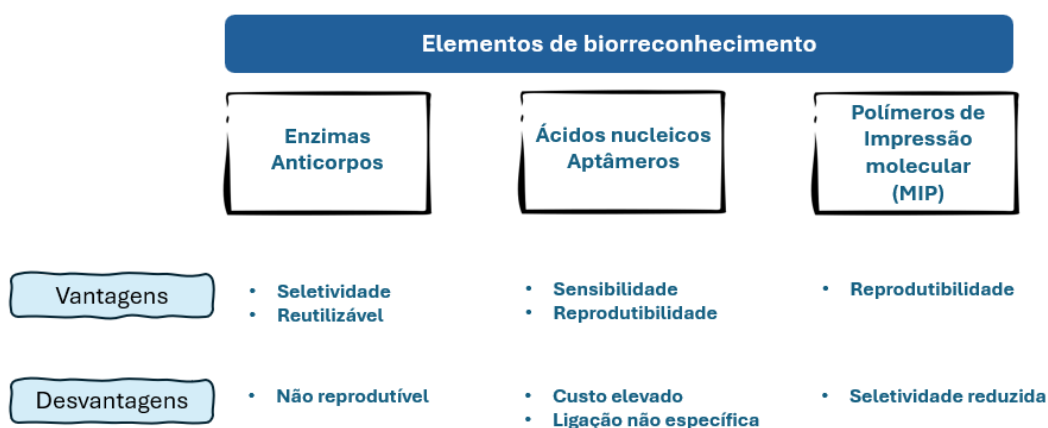 Elementos de biorreconhecimento
Enzimas
Anticorpos
Ácidos nucleicos
Aptâmeros
Polímeros de
Impressão
molecular
(MIP)
Vantagens
• Seletividade
• Reutilizável
• Sensibilidade
• Reprodutibilidade
• Reprodutibilidade
Desvantagens
• Não reprodutível
• Custo elevado
• Ligação não específica
• Seletividade reduzida